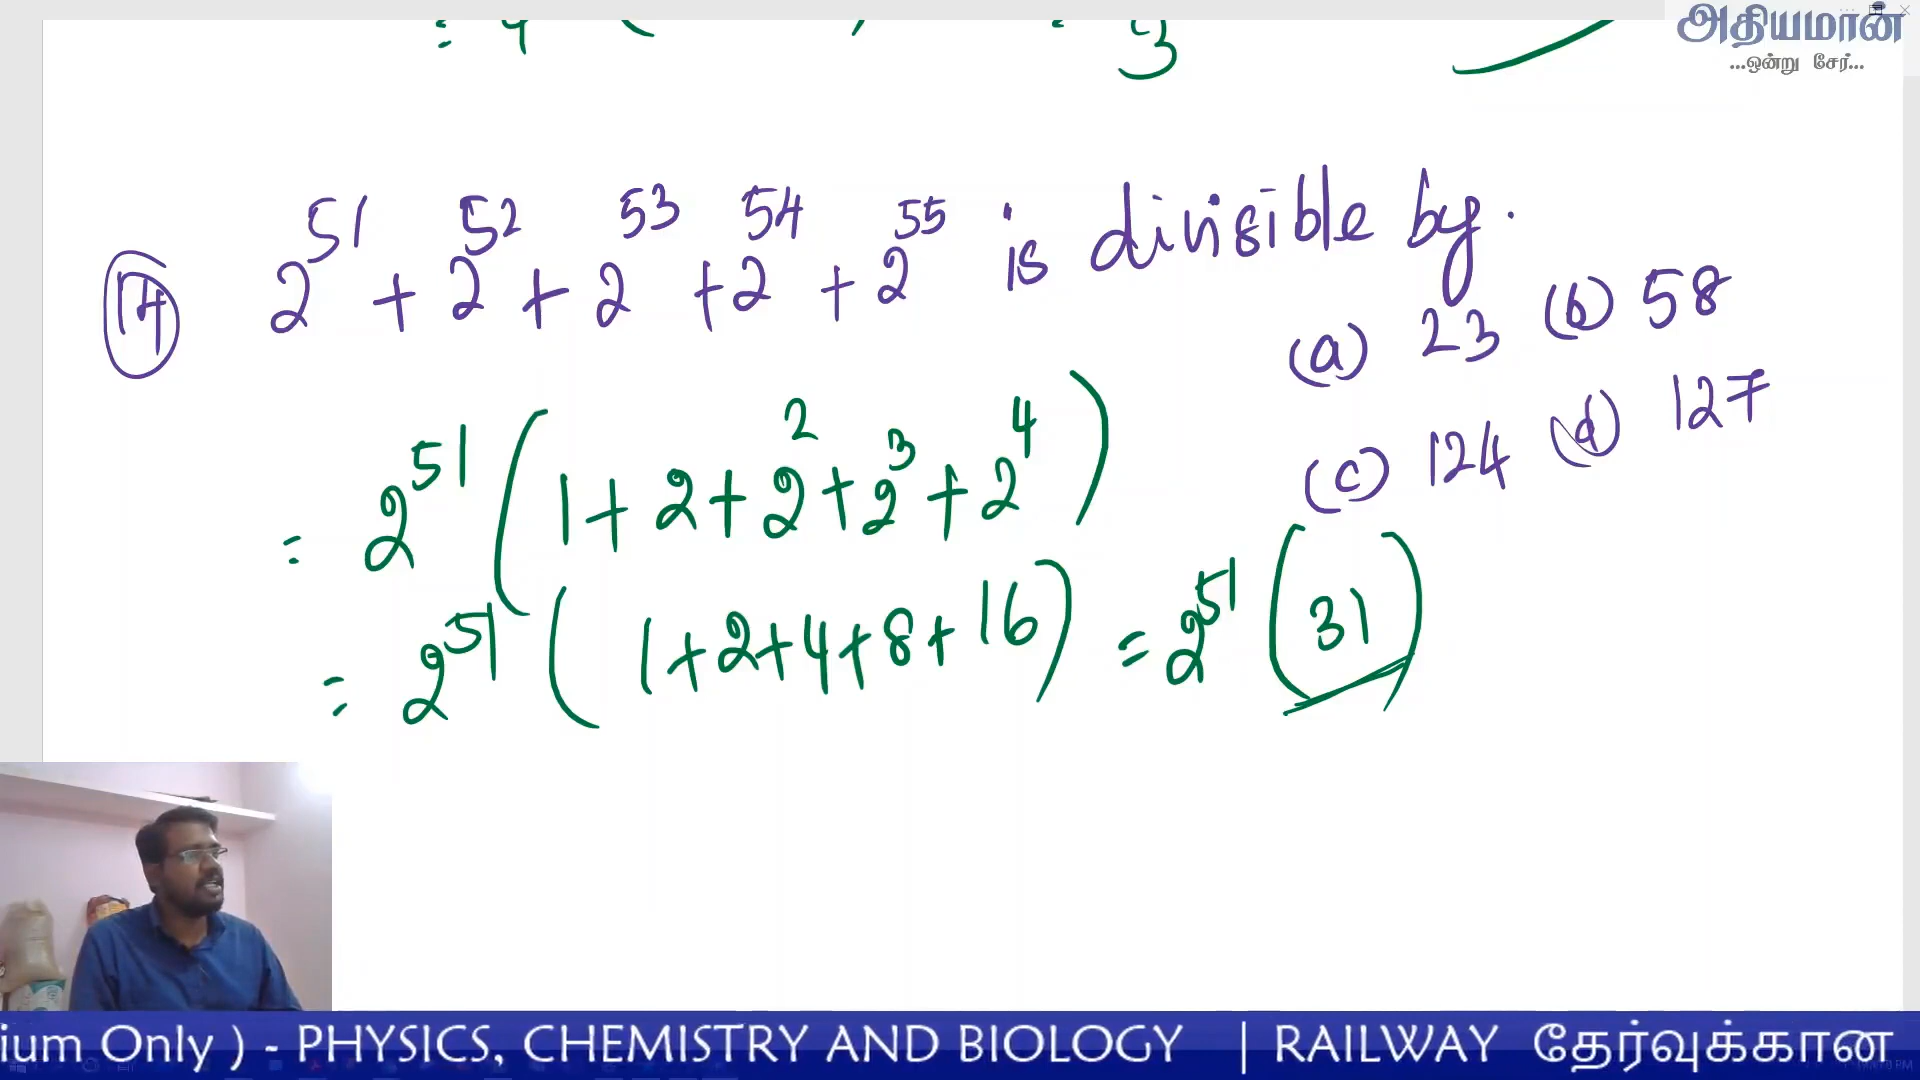 அதியமான்
...ஒன்று சேர்...
14 2^51 + 2^52 + 2^53 + 2^54 + 2^55 is divisible by.
(a) 23 (b) 58
(c) 124 (d) 127
= 2^51 (1 + 2 + 2^2 + 2^3 + 2^4)
= 2^51 (1+2+4+8+16) = 2^51 (31)
ium Only ) - PHYSICS, CHEMISTRY AND BIOLOGY | RAILWAY தேர்வுக்கான